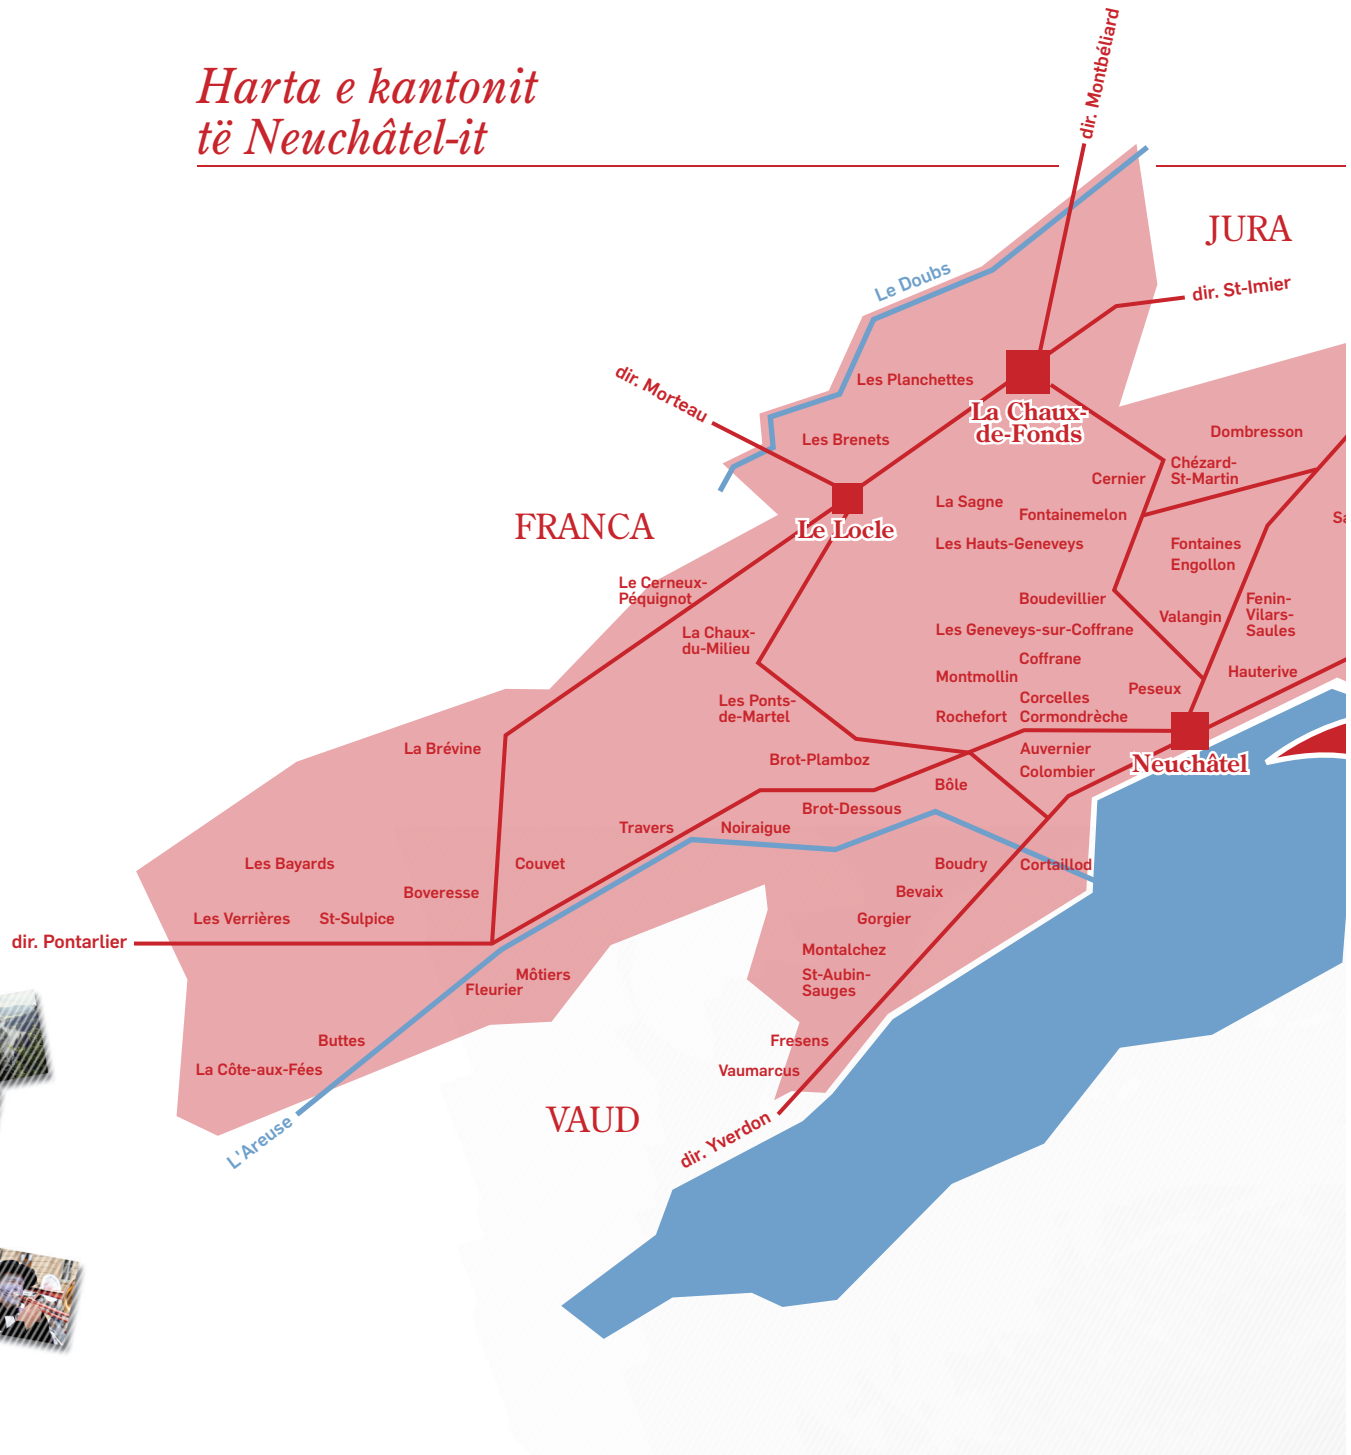 Harta e kantonit
të Neuchâtel-it
dir. Montbéliard
JURA
Le Doubs
dir. St-Imier
dir. Morteau
Les Planchettes
La Chaux-
de-Fonds
Les Brenets
Dombresson
Chézard-
St-Martin
Cernier
La Sagne
Fontainemelon
FRANCA
Le Locle
Les Hauts-Geneveys
Fontaines
Engollon
Le Cerneux-
Péquignot
Boudevillier
Fenin-
Vilars-
Saules
Valangin
La Chaux-
du-Milieu
Les Geneveys-sur-Coffrane
Coffrane
Hauterive
Montmollin
Peseux
Les Ponts-
de-Martel
Corcelles
Cormondrèche
Rochefort
La Brévine
Auvernier
Brot-Plamboz
Neuchâtel
Colombier
Bôle
Brot-Dessous
Travers
Noiraigue
Les Bayards
Couvet
Boudry
Cortaillod
Boveresse
Bevaix
Les Verrières
St-Sulpice
Gorgier
dir. Pontarlier
Montalchez
Môtiers
St-Aubin-
Sauges
Fleurier
Buttes
Fresens
La Côte-aux-Fées
Vaumarcus
VAUD
L'Areuse
dir. Yverdon